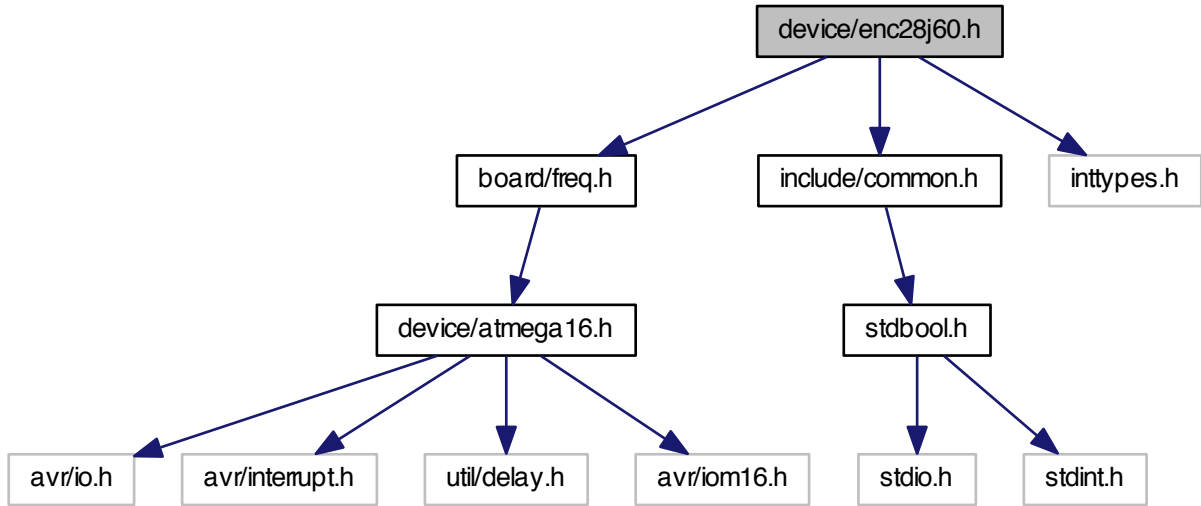 device/enc28j60.h
board/freq.h
include/common.h
inttypes.h
device/atmega16.h
stdbool.h
avr/io.h
avr/interrupt.h
util/delay.h
avr/iom16.h
stdio.h
stdint.h